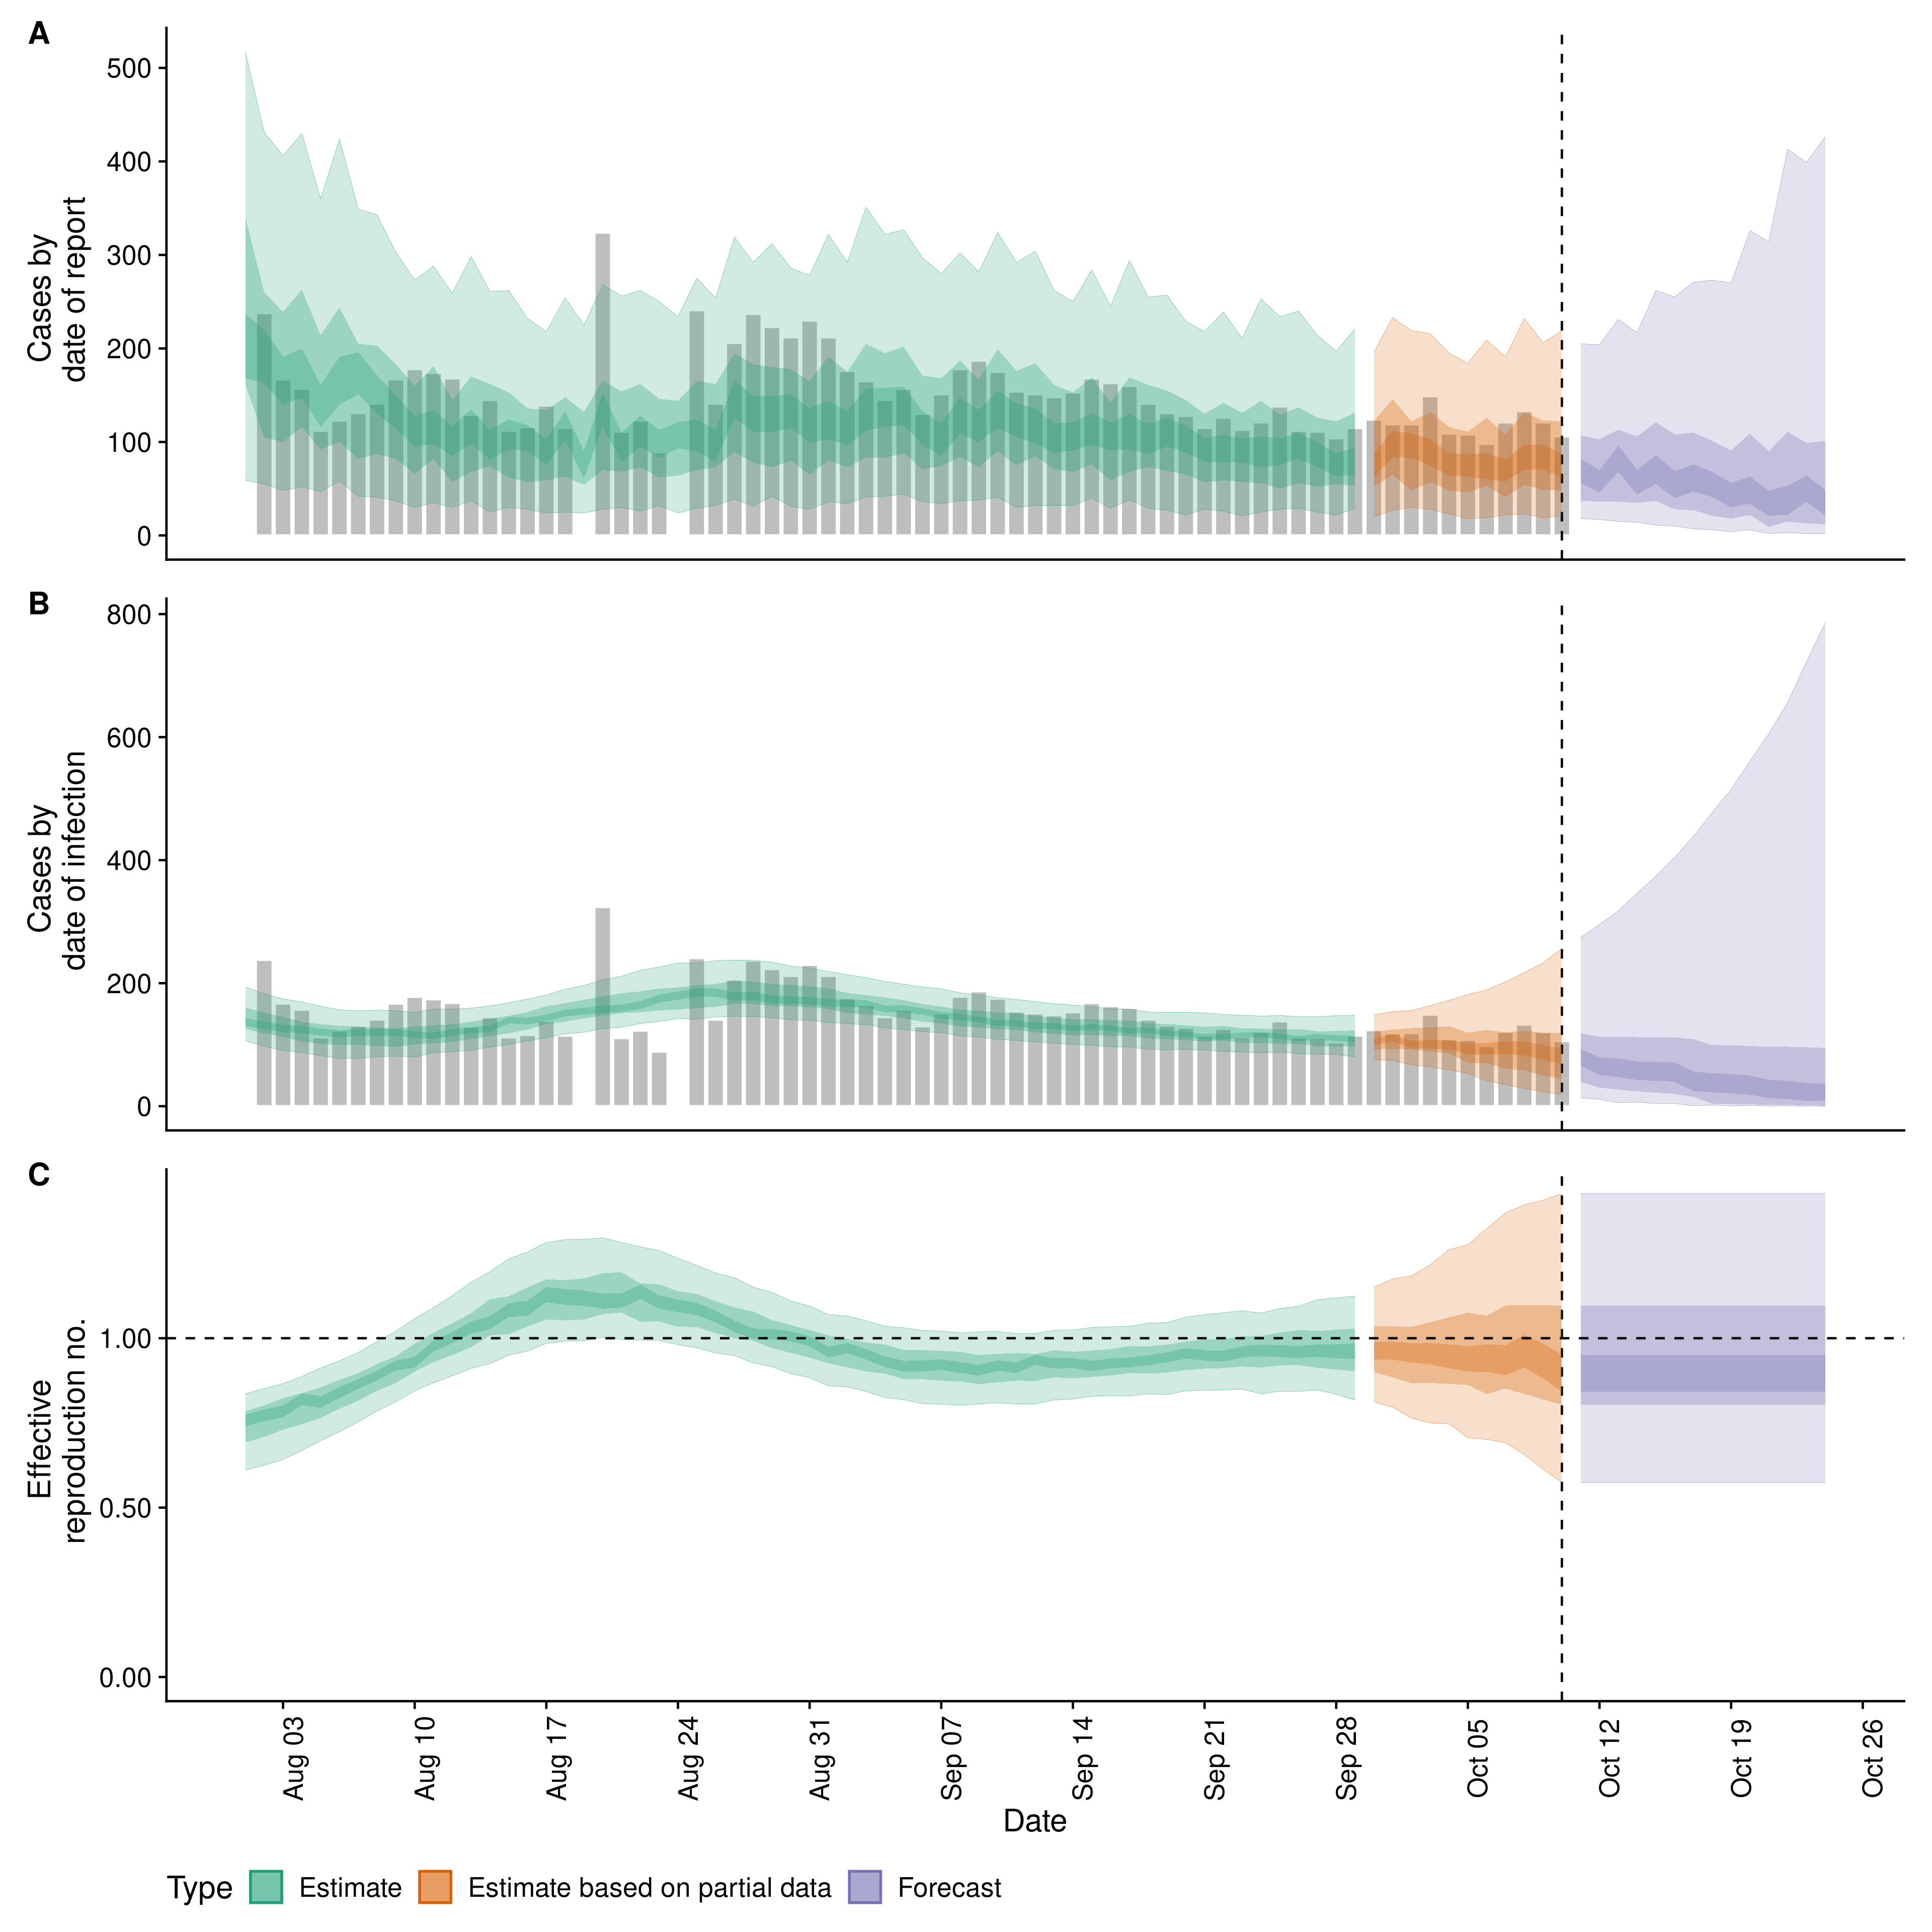 A
Cases by
date of report
500
400
300
200
100
0
B
Cases by
date of infection
800
600
400
200
0
C
Effective
reproduction no.
1.00
0.50
0.00
Aug 03
Aug 10
Aug 17
Aug 24
Aug 31
Sep 07
Sep 14
Sep 21
Sep 28
Oct 05
Oct 12
Oct 19
Oct 26
Date
Type Estimate Estimate based on partial data Forecast